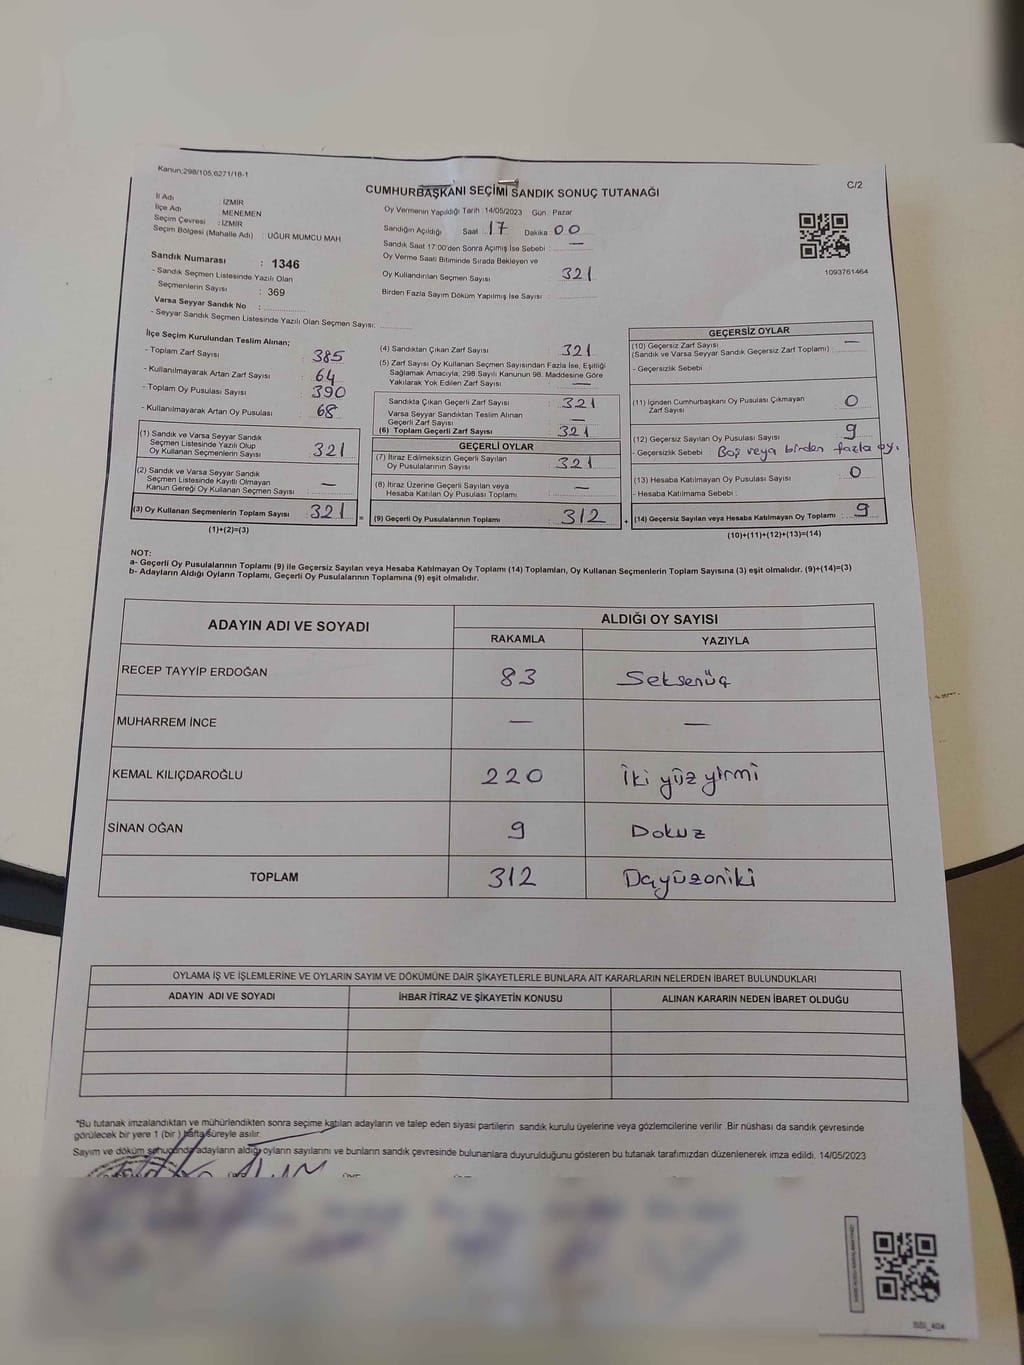 Kanun;298/105,6271/18-1
CUMHURBAŞKANI SEÇİMİ SANDIK SONUÇ TUTANAĞI
C/2
İl Adı : İZMİR
İlçe Adı : MENEMEN
Seçim Çevresi : İZMİR
Seçim Bölgesi (Mahalle Adı) : UĞUR MUMCU MAH
Sandık Numarası : 1346
- Sandık Seçmen Listesinde Yazılı Olan
Seçmenlerin Sayısı : 369
Varsa Seyyar Sandık No :
- Seyyar Sandık Seçmen Listesinde Yazılı Olan Seçmen Sayısı:
Oy Vermenin Yapıldığı Tarih :14/05/2023 Gün : Pazar
Sandığın Açıldığı Saat : 17 Dakika 00
Sandık Saat 17:00'den Sonra Açımış İse Sebebi : —
Oy Verme Saati Bitiminde Sırada Bekleyen ve
Oy Kullandırılan Seçmen Sayısı : 321
Birden Fazla Sayım Döküm Yapılmış İse Sayısı :
1093761464
İlçe Seçim Kurulundan Teslim Alınan;
- Toplam Zarf Sayısı : 385
- Kullanılmayarak Artan Zarf Sayısı : 64
- Toplam Oy Pusulası Sayısı : 390
- Kullanılmayarak Artan Oy Pusulası : 68
(1) Sandık ve Varsa Seyyar Sandık
Seçmen Listesinde Yazılı Olup
Oy Kullanan Seçmenlerin Sayısı : 321
(2) Sandık ve Varsa Seyyar Sandık
Seçmen Listesinde Kayıtlı Olmayan
Kanun Gereği Oy Kullanan Seçmen Sayısı : —
(3) Oy Kullanan Seçmenlerin Toplam Sayısı : 321 =
(1)+(2)=(3)
(4) Sandıktan Çıkan Zarf Sayısı : 321
(5) Zarf Sayısı Oy Kullanan Seçmen Sayısından Fazla İse, Eşitliği
Sağlamak Amacıyla, 298 Sayılı Kanunun 98. Maddesine Göre
Yakılarak Yok Edilen Zarf Sayısı : —
Sandıkta Çıkan Geçerli Zarf Sayısı : 321
Varsa Seyyar Sandıktan Teslim Alınan
Geçerli Zarf Sayısı : —
(6) Toplam Geçerli Zarf Sayısı : 321
GEÇERLİ OYLAR
(7) İtiraz Edilmeksizin Geçerli Sayılan
Oy Pusulalarının Sayısı : 321
(8) İtiraz Üzerine Geçerli Sayılan veya
Hesaba Katılan Oy Pusulası Toplamı : —
(9) Geçerli Oy Pusulalarının Toplamı : 312 +
GEÇERSİZ OYLAR
(10) Geçersiz Zarf Sayısı
(Sandık ve Varsa Seyyar Sandık Geçersiz Zarf Toplamı) : —
- Geçersizlik Sebebi :
(11) İçinden Cumhurbaşkanı Oy Pusulası Çıkmayan
Zarf Sayısı : 0
(12) Geçersiz Sayılan Oy Pusulası Sayısı : 9
- Geçersizlik Sebebi : Boş veya birden fazla oy.
(13) Hesaba Katılmayan Oy Pusulası Sayısı : 0
- Hesaba Katılmama Sebebi :
(14) Geçersiz Sayılan veya Hesaba Katılmayan Oy Toplamı : 9
(10)+(11)+(12)+(13)=(14)
NOT:
a- Geçerli Oy Pusulasının Toplamı (9) ile Geçersiz Sayılan veya Hesaba Katılmayan Oy Toplamı (14) Toplamları, Oy Kullanan Seçmenlerin Toplam Sayısına (3) eşit olmalıdır. (9)+(14)=(3)
b- Adayların Aldığı Oyların Toplamı, Geçerli Oy Pusulalarının Toplamına (9) eşit olmalıdır.
ADAYIN ADI VE SOYADI
ALDIĞI OY SAYISI
RAKAMLA YAZIYLA
RECEP TAYYİP ERDOĞAN 83 Seksenüç
MUHARREM İNCE — —
KEMAL KILIÇDAROĞLU 220 İki yüz yirmi
SİNAN OĞAN 9 Dokuz
TOPLAM 312 Dayüzoniki
OYLAMA İŞ VE İŞLEMLERİNE VE OYLARIN SAYIM VE DÖKÜMÜNE DAİR ŞİKAYETLERLE BUNLARA AİT KARARLARIN NELERDEN İBARET BULUNDUKLARI
ADAYIN ADI VE SOYADI İHBAR İTİRAZ VE ŞİKAYETİN KONUSU ALINAN KARARIN NEDEN İBARET OLDUĞU
*Bu tutanak imzalandıktan ve mühürlendikten sonra seçime katılan adayların ve talep eden siyasi partilerin sandık kurulu üyelerine veya gözlemcilerine verilir .Bir nüshası da sandık çevresinde
görülecek bir yere 1 (bir ) hafta süreyle asılır.
Sayım ve döküm sonucunda adayların aldığı oyların sayılarını ve bunların sandık çevresinde bulunanlara duyurulduğunu gösteren bu tutanak tarafımızdan düzenlenerek imza edildi. 14/05/2023